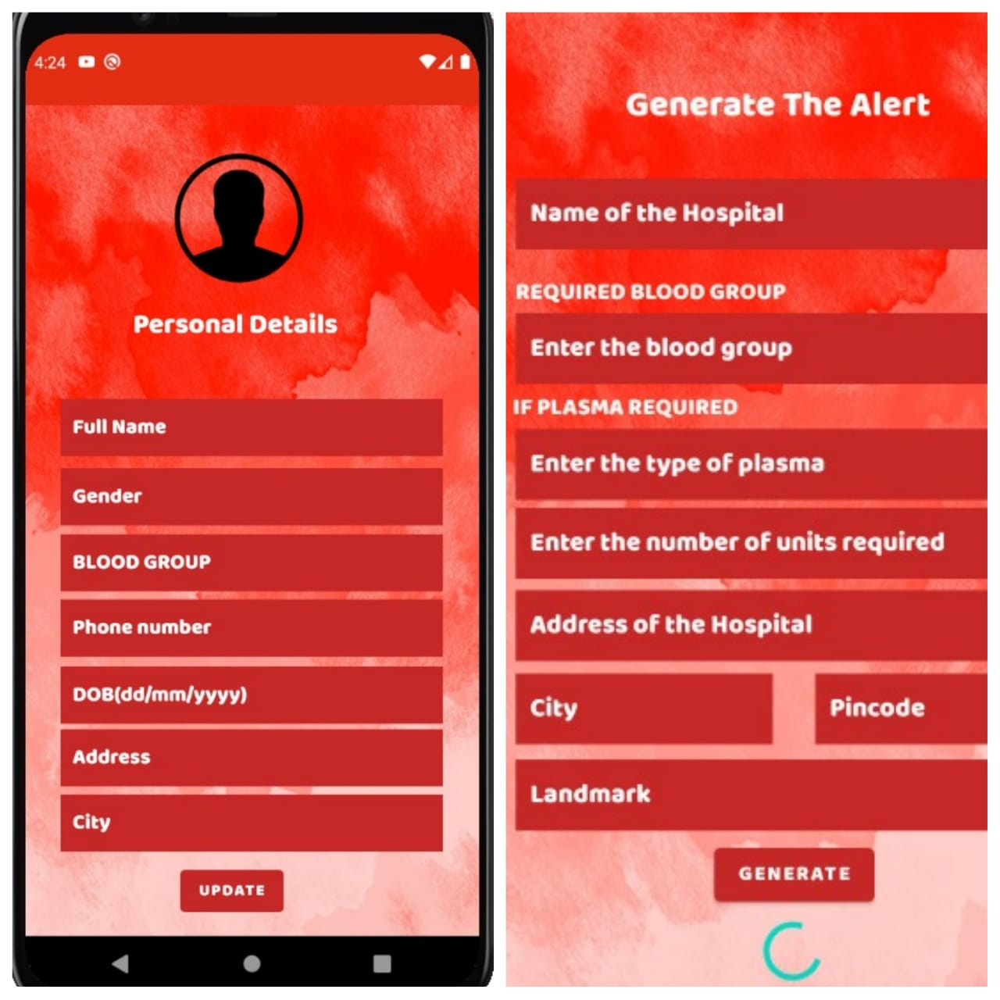 4:24
Personal Details
Full Name
Gender
BLOOD GROUP
Phone number
DOB(dd/mm/yyyy)
Address
City
UPDATE
Generate The Alert
Name of the Hospital
REQUIRED BLOOD GROUP
Enter the blood group
IF PLASMA REQUIRED
Enter the type of plasma
Enter the number of units required
Address of the Hospital
City Pincode
Landmark
GENERATE